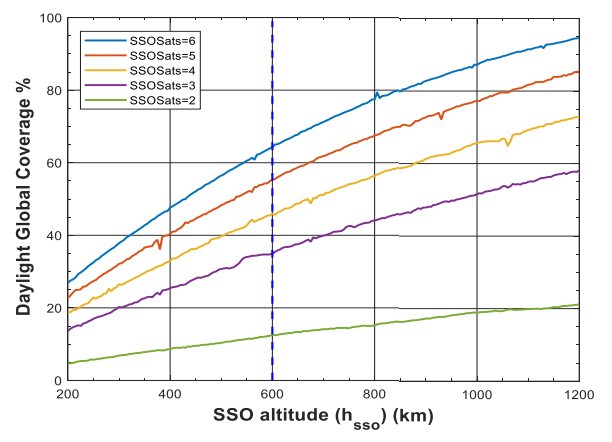 100
80
60
40
20
0
SSOSats=6
SSOSats=5
SSOSats=4
SSOSats=3
SSOSats=2
Daylight Global Coverage %
200 400 600 800 1000 1200
SSO altitude (h_sso) (km)